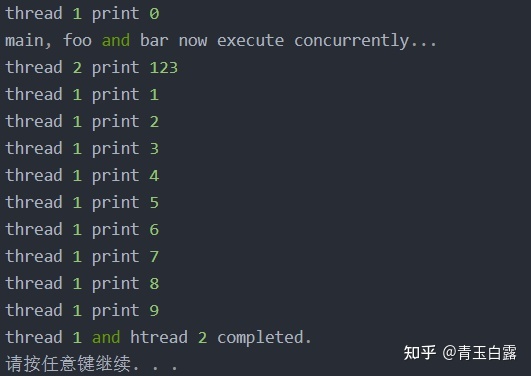 thread 1 print 0
main, foo and bar now execute concurrently...
thread 2 print 123
thread 1 print 1
thread 1 print 2
thread 1 print 3
thread 1 print 4
thread 1 print 5
thread 1 print 6
thread 1 print 7
thread 1 print 8
thread 1 print 9
thread 1 and htread 2 completed.
请按任意键继续. . .
知乎 @青玉白露